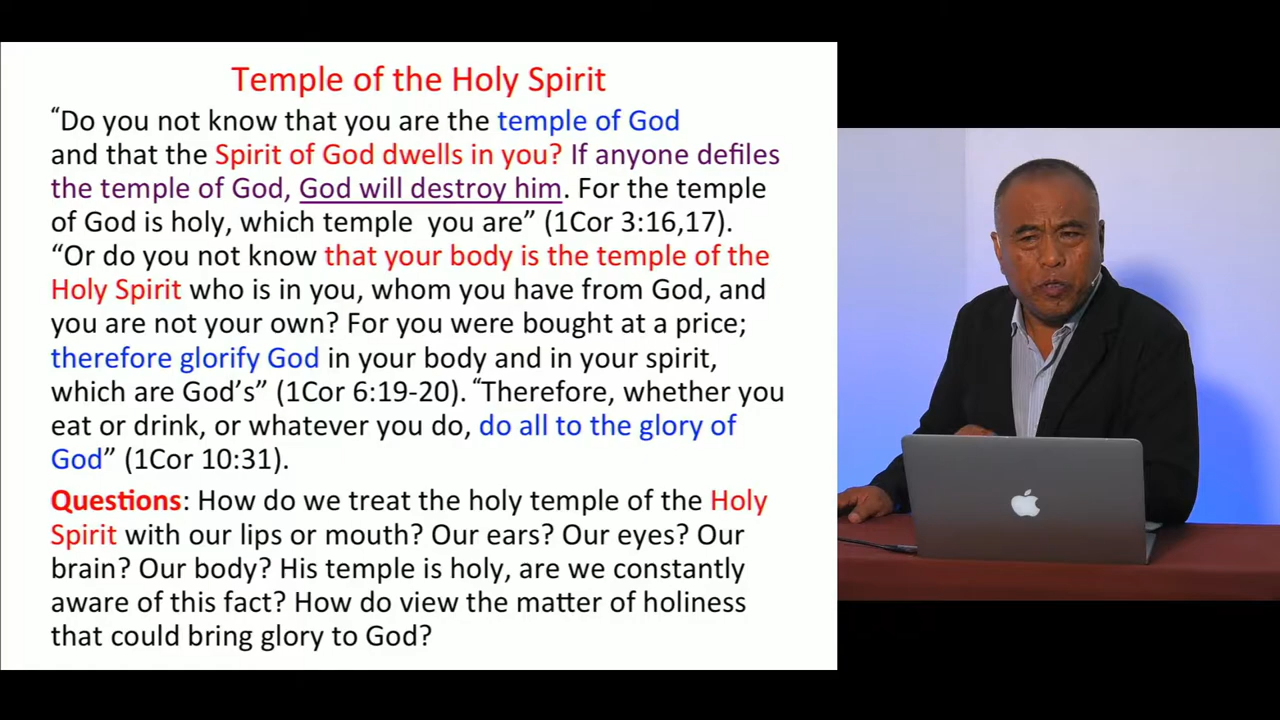 Temple of the Holy Spirit
“Do you not know that you are the temple of God
and that the Spirit of God dwells in you? If anyone defiles
the temple of God, God will destroy him. For the temple
of God is holy, which temple  you are” (1Cor 3:16,17).
“Or do you not know that your body is the temple of the
Holy Spirit who is in you, whom you have from God, and
you are not your own? For you were bought at a price;
therefore glorify God in your body and in your spirit,
which are God’s” (1Cor 6:19-20). “Therefore, whether you
eat or drink, or whatever you do, do all to the glory of
God” (1Cor 10:31).
Questions: How do we treat the holy temple of the Holy
Spirit with our lips or mouth? Our ears? Our eyes? Our
brain? Our body? His temple is holy, are we constantly
aware of this fact? How do view the matter of holiness
that could bring glory to God?